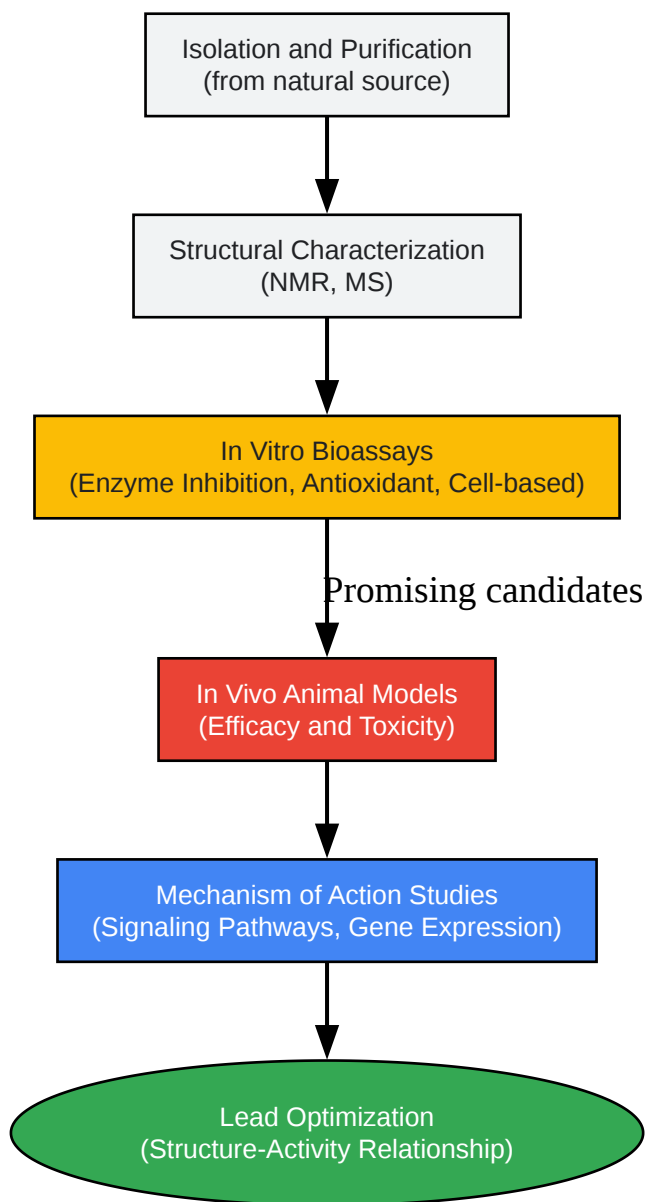 Isolation and Purification
(from natural source)
Structural Characterization
(NMR, MS)
In Vitro Bioassays
(Enzyme Inhibition, Antioxidant, Cell-based)
Promising candidates
In Vivo Animal Models
(Efficacy and Toxicity)
Mechanism of Action Studies
(Signaling Pathways, Gene Expression)
Lead Optimization
(Structure-Activity Relationship)